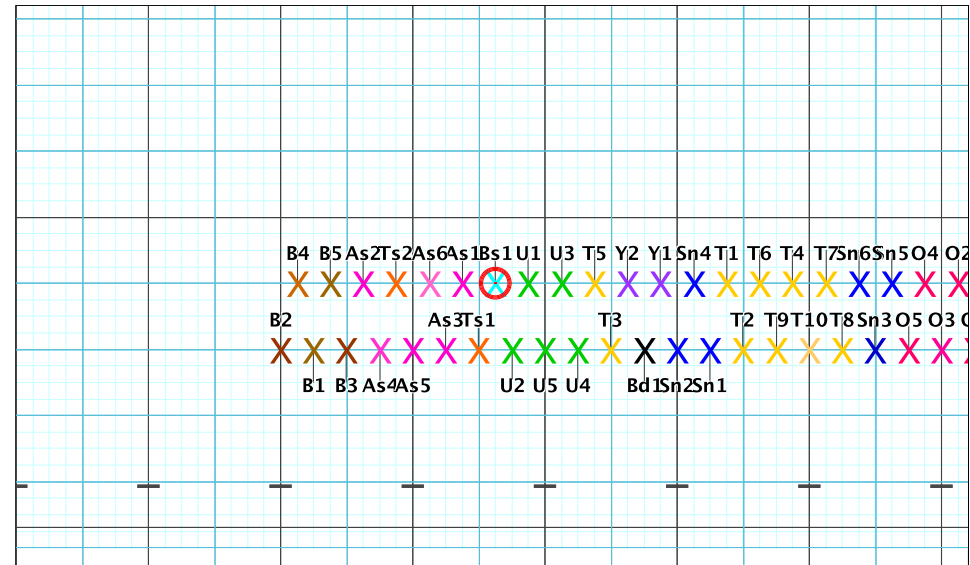 B4 B5 As2 Ts2 As6 As1 Bs1 U1 U3 T5 Y2 Y1 Sn4 T1 T6 T4 T7 Sn6 Sn5 O4 O2
B2 As3 Ts1 T3 T2 T9 T10 T8 Sn3 O5 O3
B1 B3 As4 As5 U2 U5 U4 Bd1 Sn2 Sn1